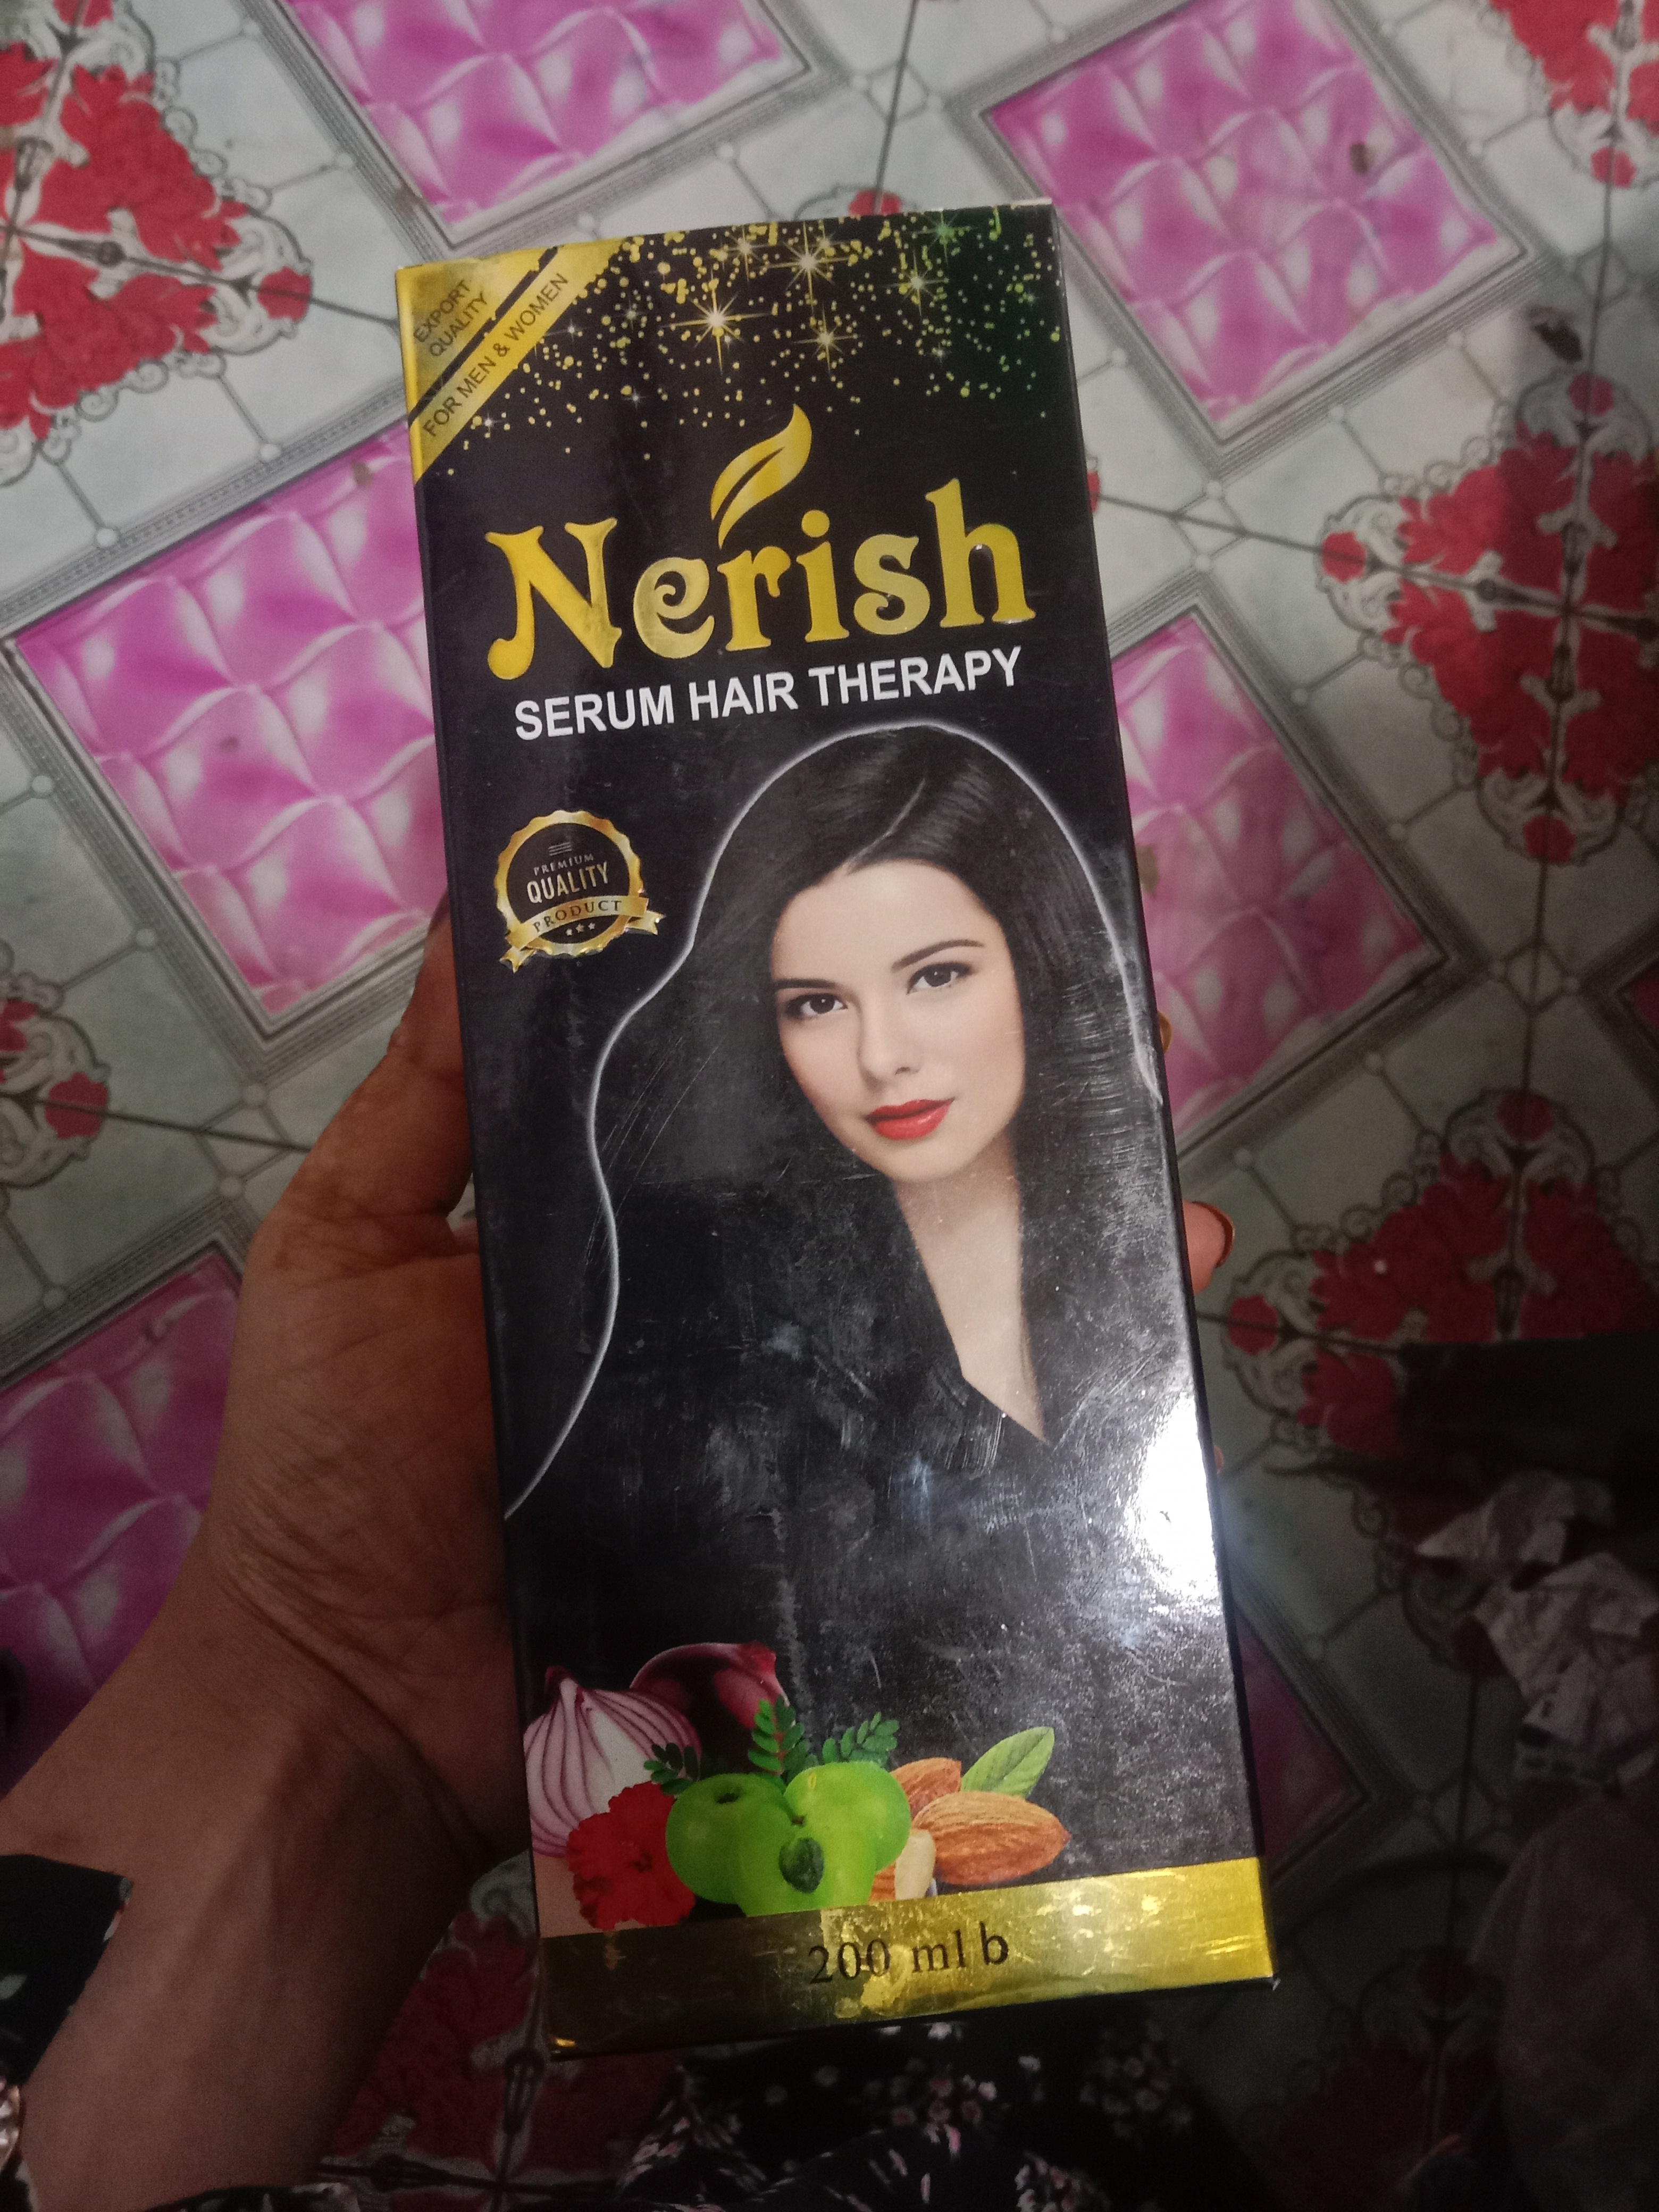 EXPORT
QUALITY
FOR MEN & WOMEN
Nerish
SERUM HAIR THERAPY
PREMIUM
QUALITY
PRODUCT
200 ml b